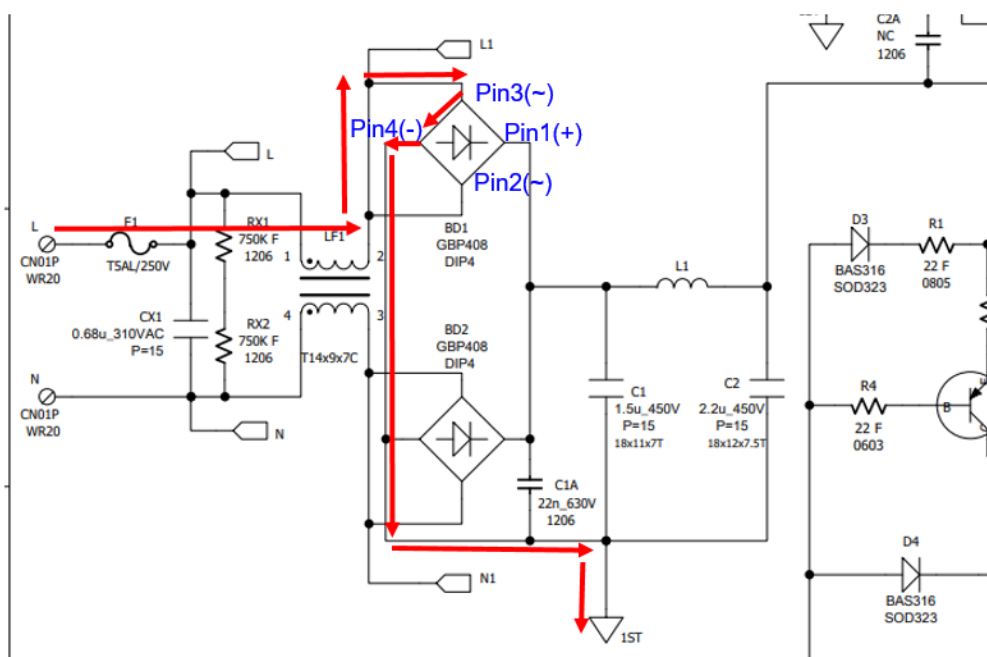 C2A
NC
1206
L1
Pin3(~)
Pin4(-)
Pin1(+)
Pin2(~)
L
L
F1
T5AL/250V
CN01P
WR20
RX1
750K F
1206
LF1
1
2
4
3
T14x9x7C
CX1
0.68u_310VAC
P=15
RX2
750K F
1206
N
CN01P
WR20
N
BD1
GBP408
DIP4
BD2
GBP408
DIP4
L1
C1
1.5u_450V
P=15
18x11x7T
C2
2.2u_450V
P=15
18x12x7.5T
C1A
22n_630V
1206
N1
1ST
D3
BAS316
SOD323
R1
22 F
0805
R4
22 F
0603
B
E
C
D4
BAS316
SOD323